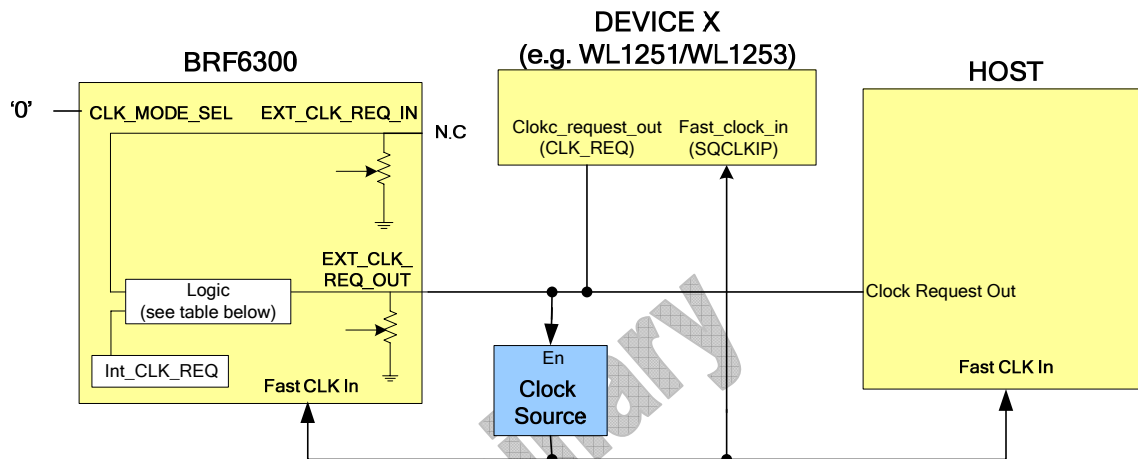 DEVICE X
(e.g. WL1251/WL1253)
BRF6300
HOST
'0'
CLK_MODE_SEL
EXT_CLK_REQ_IN
N.C
Clokc_request_out
(CLK_REQ)
Fast_clock_in
(SQCLKIP)
EXT_CLK_
REQ_OUT
Logic
(see table below)
Clock Request Out
Int_CLK_REQ
Fast CLK In
En
Clock
Source
Fast CLK In